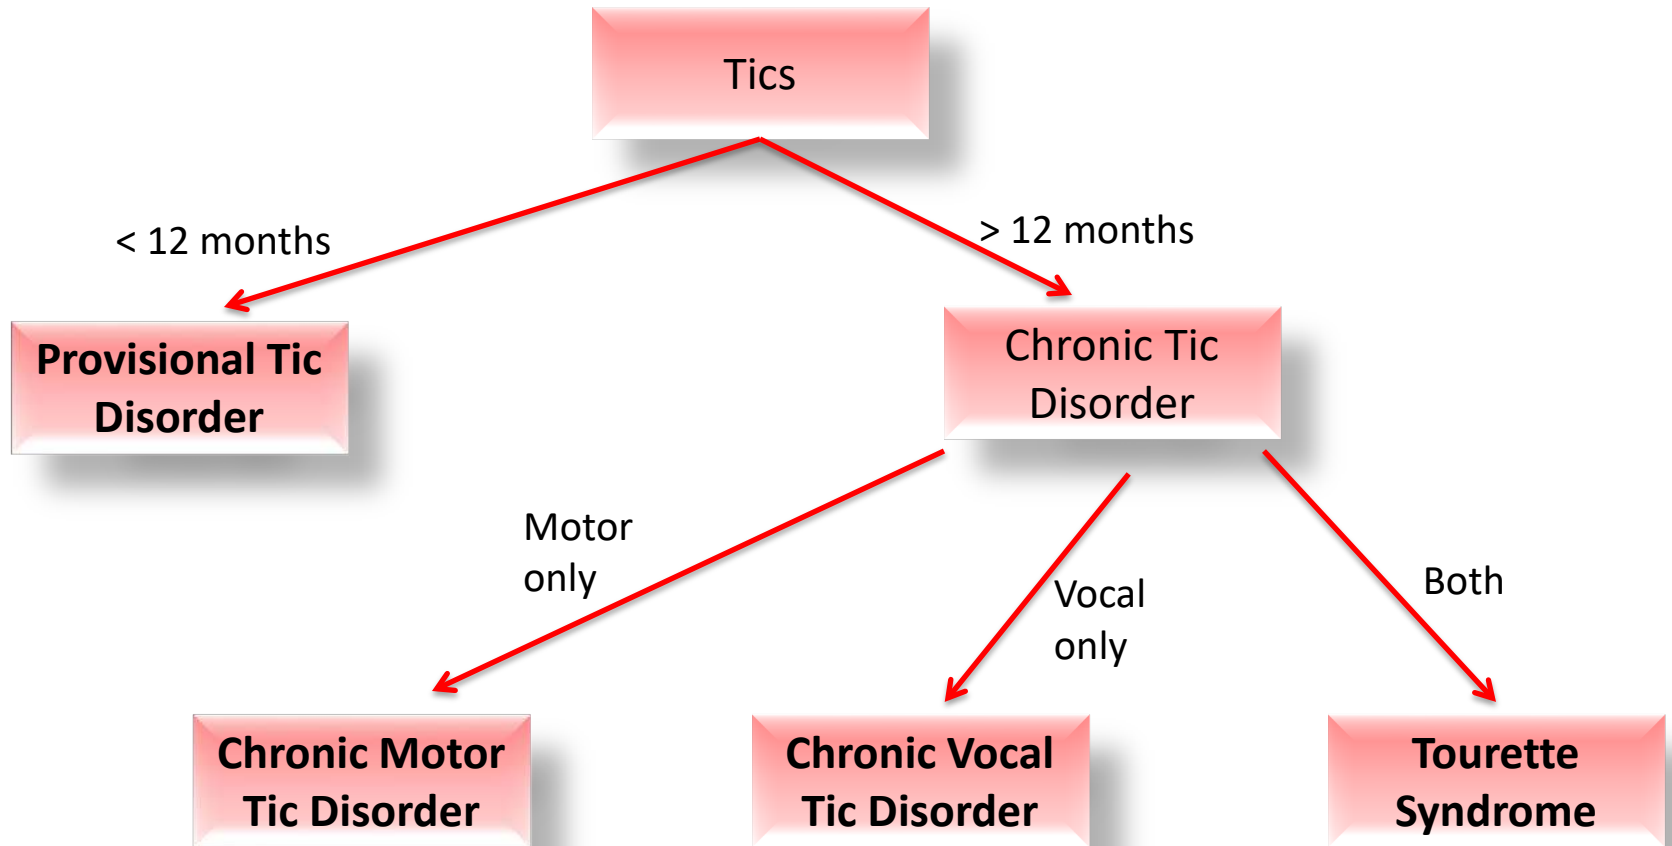 Tics
< 12 months
> 12 months
Provisional Tic
Disorder
Chronic Tic
Disorder
Motor
only
Vocal
only
Both
Chronic Motor
Tic Disorder
Chronic Vocal
Tic Disorder
Tourette
Syndrome